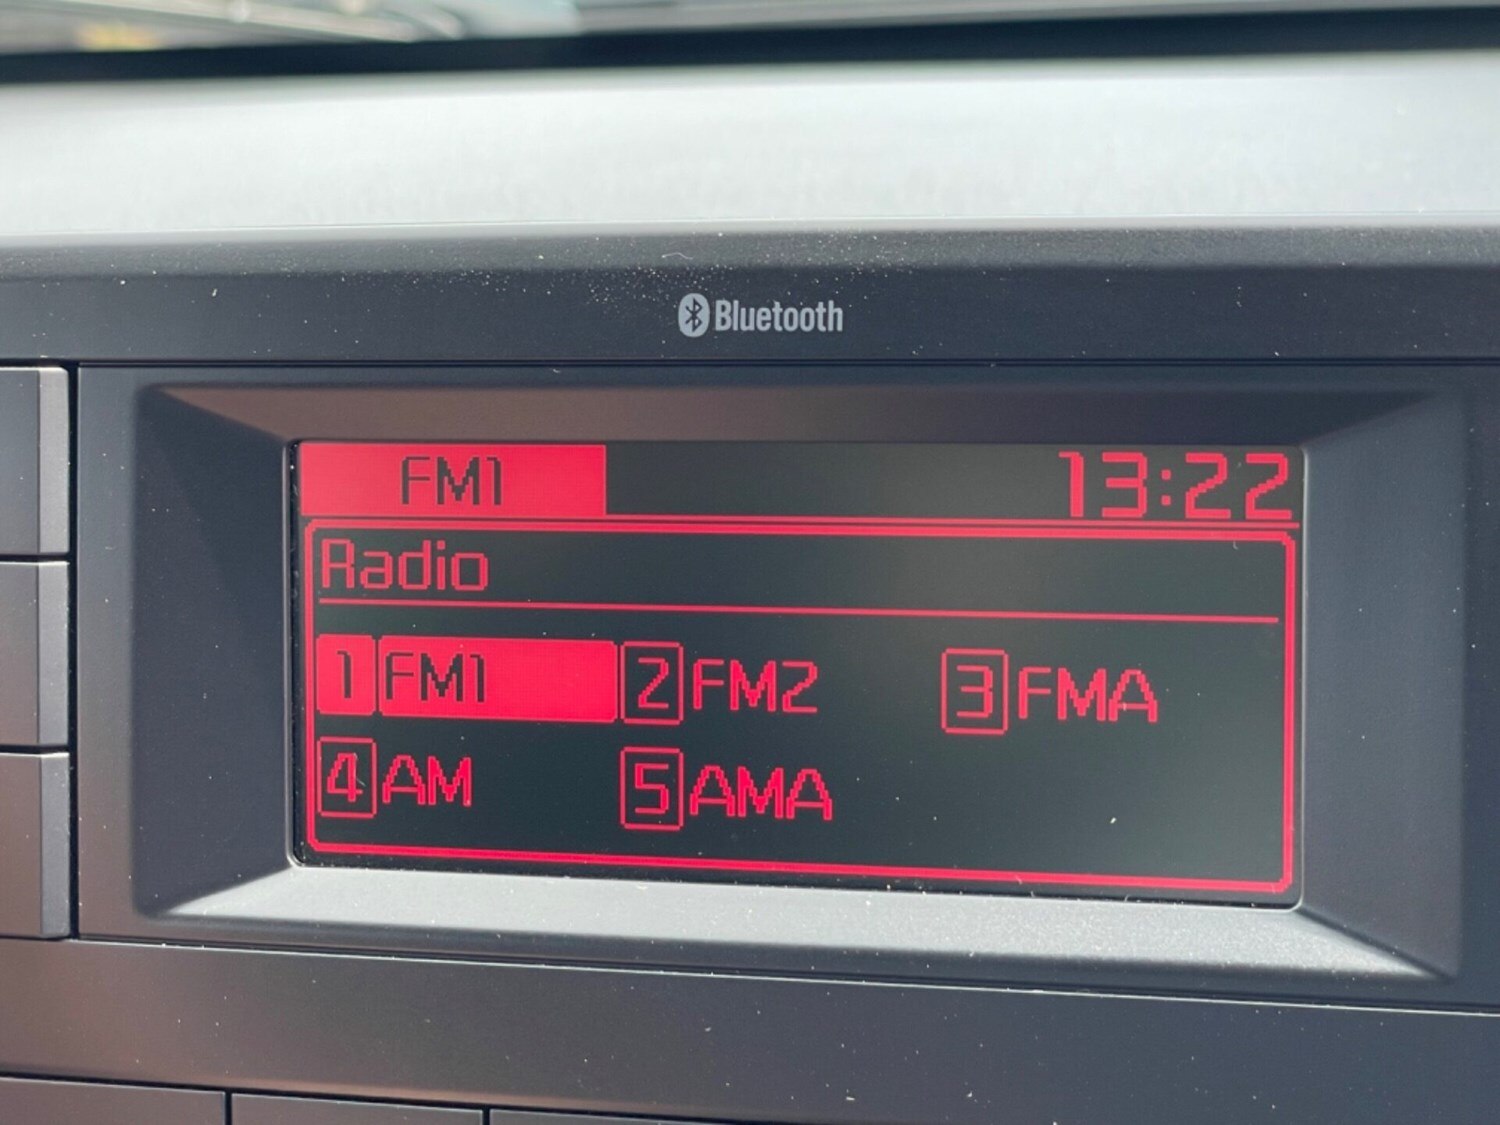 Bluetooth
FM1 13:22
Radio
1 FM1 2 FM2 3 FMA
4 AM 5 AMA